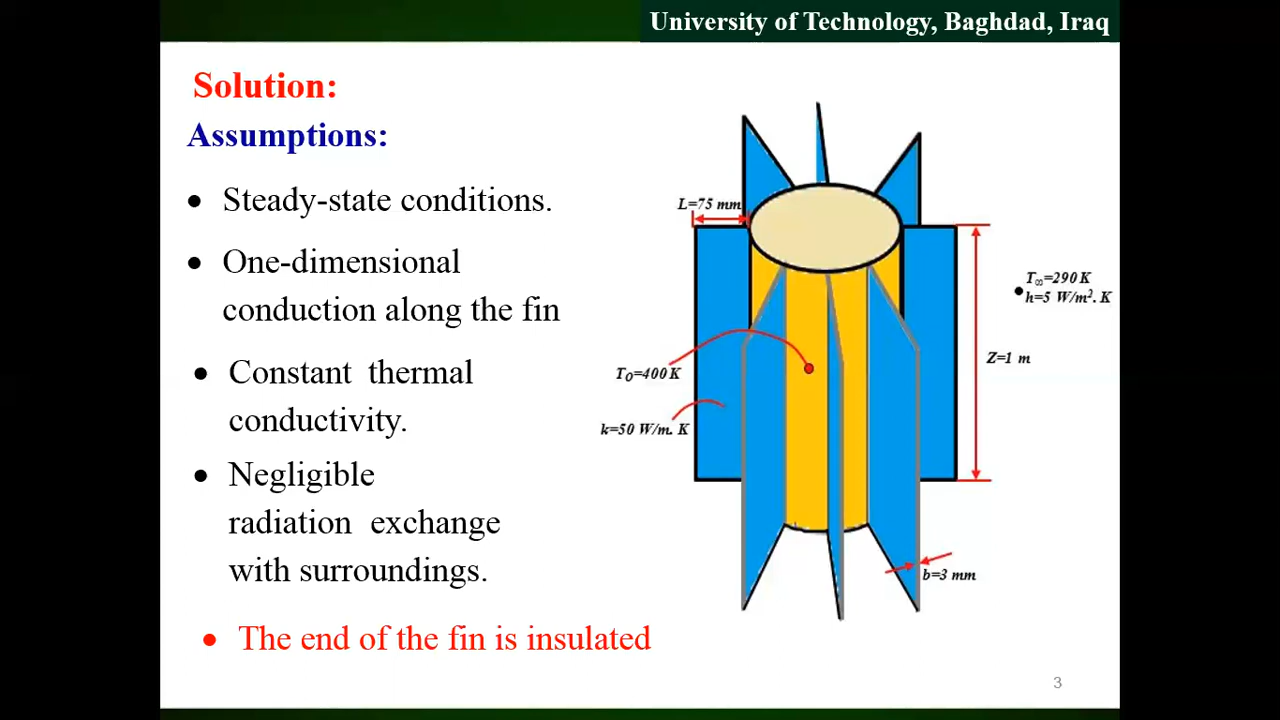 University of Technology, Baghdad, Iraq
Solution:
Assumptions:
• Steady-state conditions.
• One-dimensional
conduction along the fin
• Constant thermal
conductivity.
• Negligible
radiation exchange
with surroundings.
• The end of the fin is insulated
L=75 mm
T∞=290 K
h=5 W/m². K
Z=1 m
TO=400 K
k=50 W/m. K
b=3 mm
3